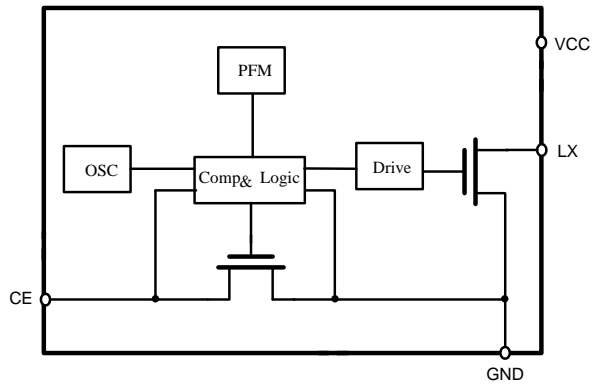 VCC
PFM
LX
OSC
Comp& Logic
Drive
CE
GND